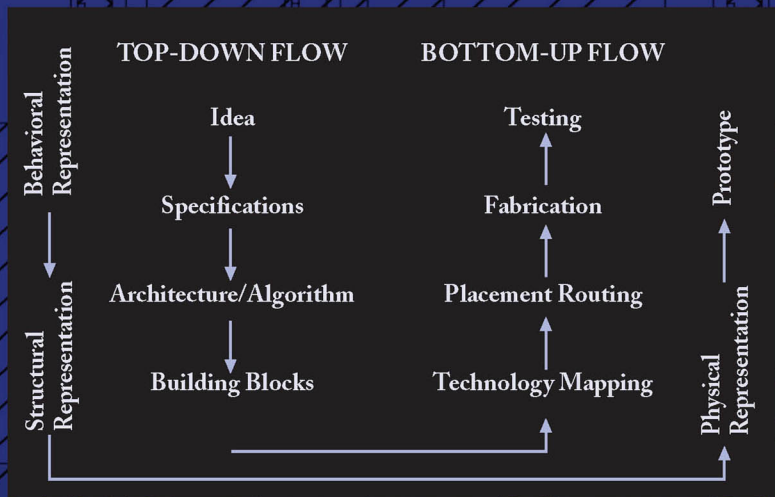 TOP-DOWN FLOW
BOTTOM-UP FLOW
Behavioral
Representation
Structural
Representation
Idea
Specifications
Architecture/Algorithm
Building Blocks
Testing
Fabrication
Placement Routing
Technology Mapping
Prototype
Physical
Representation